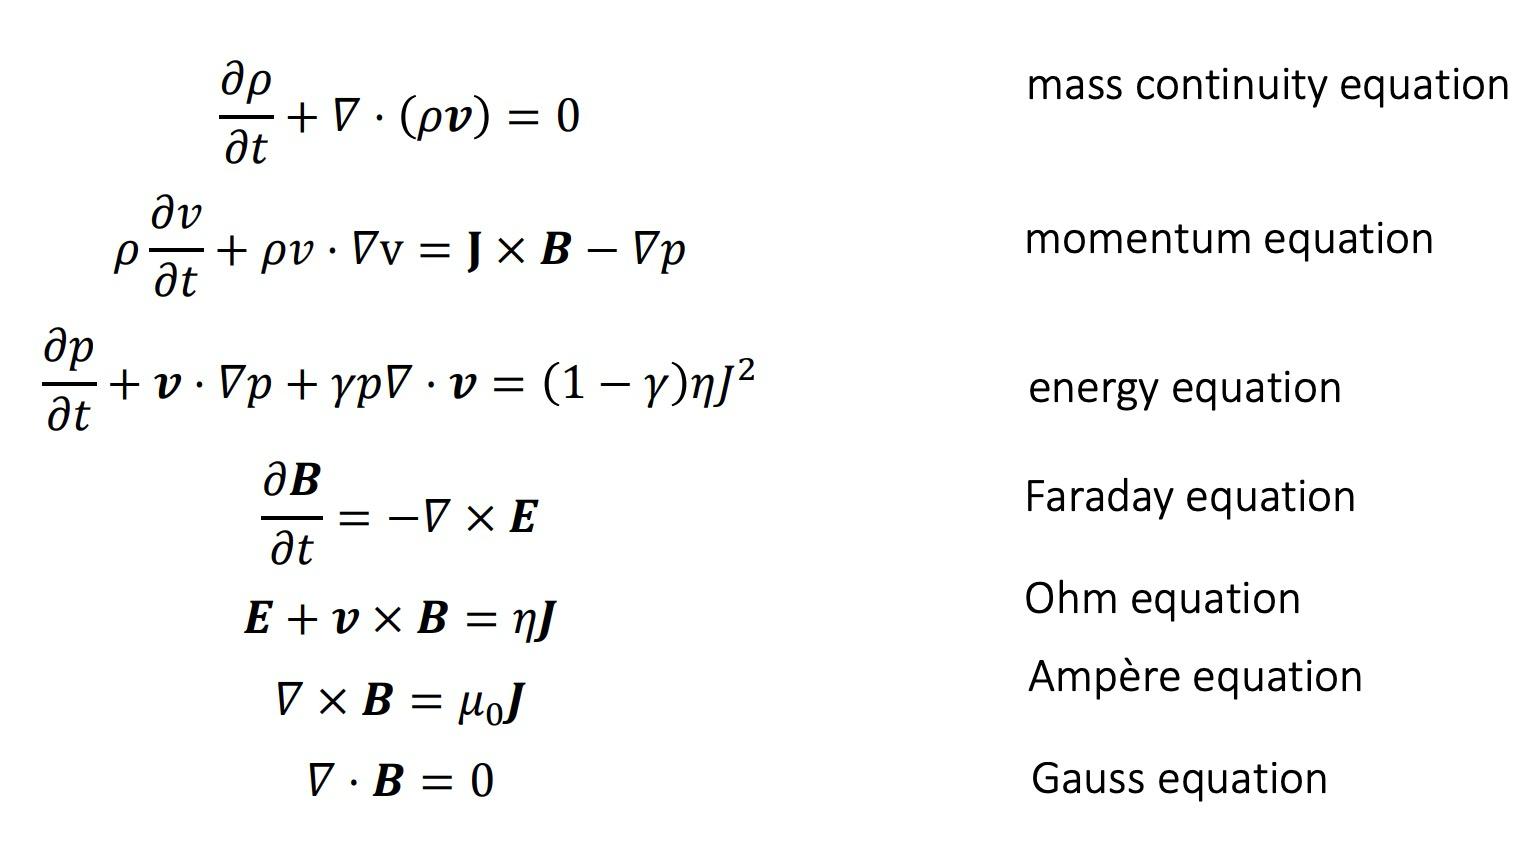 ∂ρ/∂t + ∇ · (ρv) = 0 mass continuity equation
ρ ∂v/∂t + ρv · ∇v = J × B − ∇p momentum equation
∂p/∂t + v · ∇p + γp∇ · v = (1 − γ)ηJ² energy equation
∂B/∂t = −∇ × E Faraday equation
E + v × B = ηJ Ohm equation
∇ × B = μ₀J Ampère equation
∇ · B = 0 Gauss equation